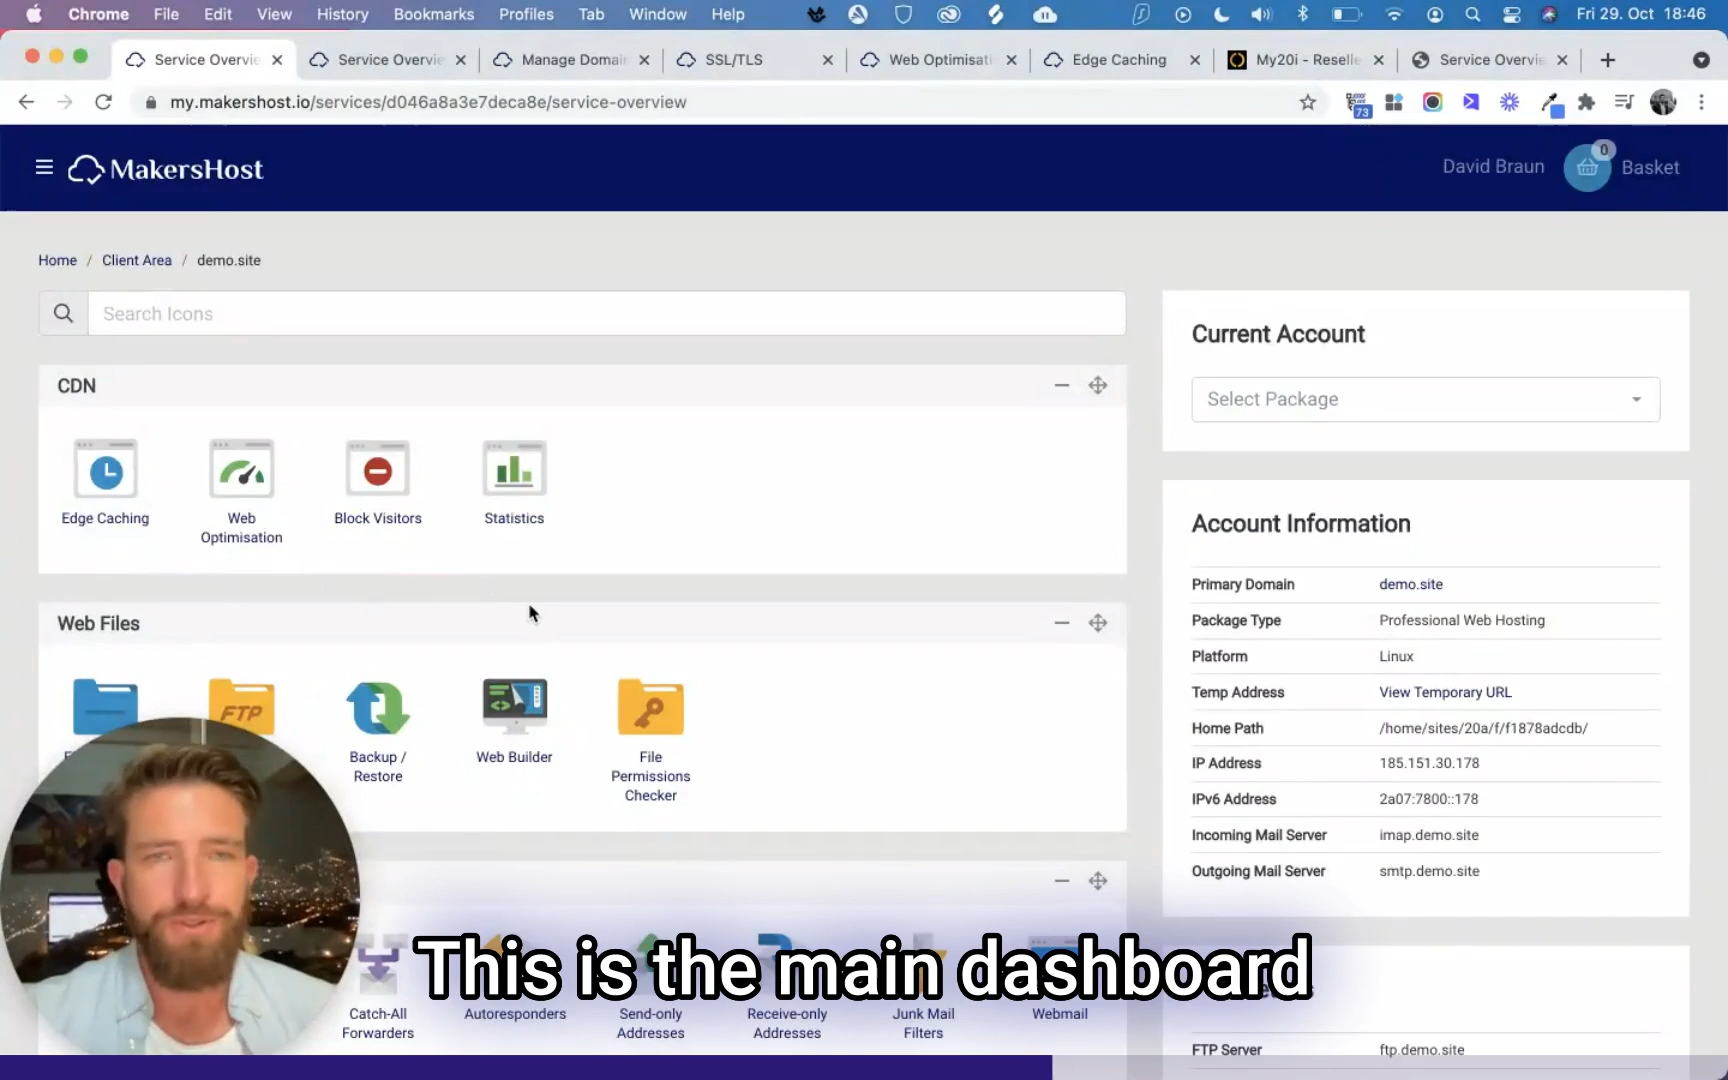 Chrome File Edit View History Bookmarks Profiles Tab Window Help Fri 29. Oct 18:46
Service Overvie Service Overvie Manage Domai SSL/TLS Web Optimisati Edge Caching My20i - Reselle Service Overvie
my.makershost.io/services/d046a8a3e7deca8e/service-overview
73
MakersHost
David Braun
0
Basket
Home / Client Area / demo.site
Search Icons
CDN
Edge Caching
Web
Optimisation
Block Visitors
Statistics
Web Files
FTP
Backup /
Restore
Web Builder
File
Permissions
Checker
Catch-All
Forwarders
Autoresponders
Send-only
Addresses
Receive-only
Addresses
Junk Mail
Filters
Webmail
Current Account
Select Package
Account Information
Primary Domain demo.site
Package Type Professional Web Hosting
Platform Linux
Temp Address View Temporary URL
Home Path /home/sites/20a/f/f1878adcdb/
IP Address 185.151.30.178
IPv6 Address 2a07:7800::178
Incoming Mail Server imap.demo.site
Outgoing Mail Server smtp.demo.site
FTP Server ftp.demo.site
This is the main dashboard